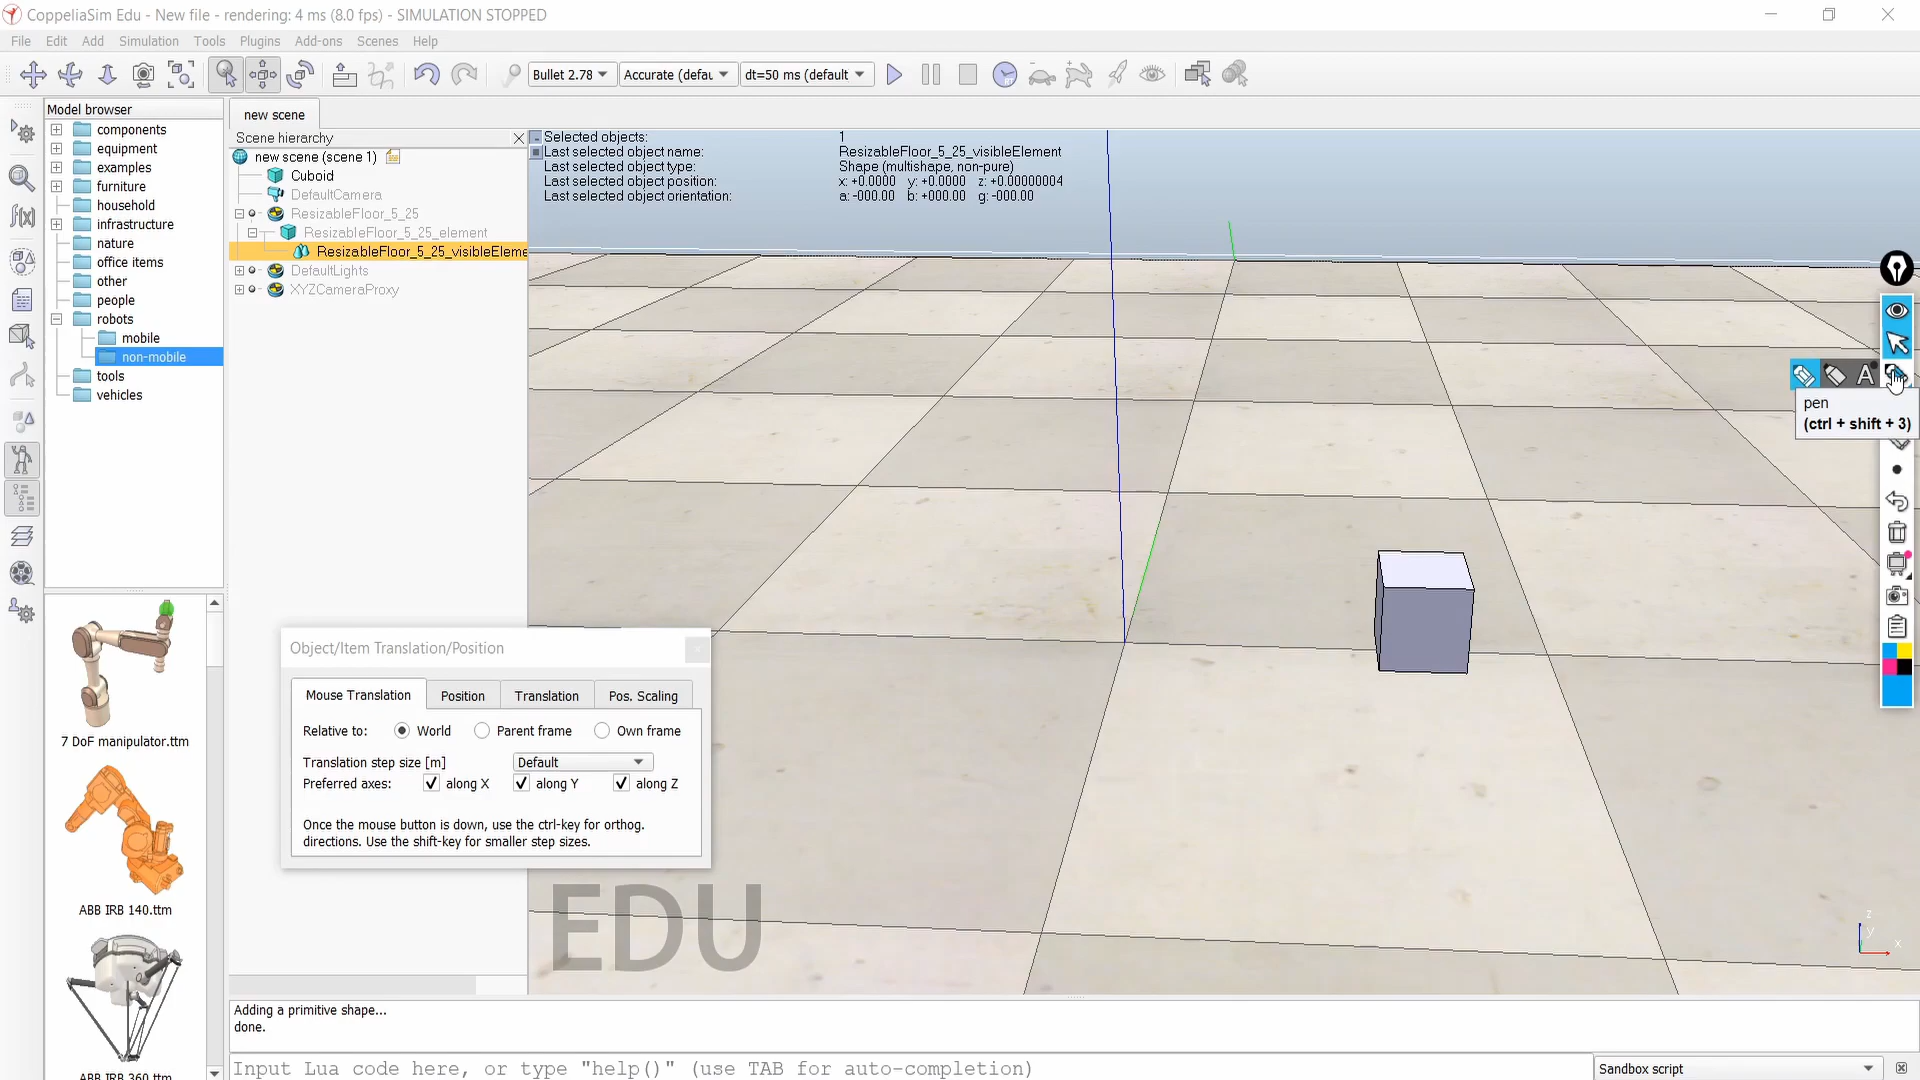 CoppeliaSim Edu - New file - rendering: 4 ms (8.0 fps) - SIMULATION STOPPED
File Edit Add Simulation Tools Plugins Add-ons Scenes Help
Bullet 2.78 Accurate (defau dt=50 ms (default
Model browser
components
equipment
examples
furniture
household
infrastructure
nature
office items
other
people
robots
mobile
non-mobile
tools
vehicles
7 DoF manipulator.ttm
ABB IRB 140.ttm
ABB IRB 360.ttm
new scene
Scene hierarchy
new scene (scene 1)
Cuboid
DefaultCamera
ResizableFloor_5_25
ResizableFloor_5_25_element
ResizableFloor_5_25_visibleEleme
DefaultLights
XYZCameraProxy
Selected objects: 1
Last selected object name: ResizableFloor_5_25_visibleElement
Last selected object type: Shape (multishape, non-pure)
Last selected object position: x: +0.0000 y: +0.0000 z: +0.00000004
Last selected object orientation: a: -000.00 b: +000.00 g: -000.00
A
pen
(ctrl + shift + 3)
Object/Item Translation/Position
Mouse Translation Position Translation Pos. Scaling
Relative to: World Parent frame Own frame
Translation step size [m] Default
Preferred axes: along X along Y along Z
Once the mouse button is down, use the ctrl-key for orthog.
directions. Use the shift-key for smaller step sizes.
EDU
z
y
x
Adding a primitive shape...
done.
Input Lua code here, or type "help()" (use TAB for auto-completion)
Sandbox script